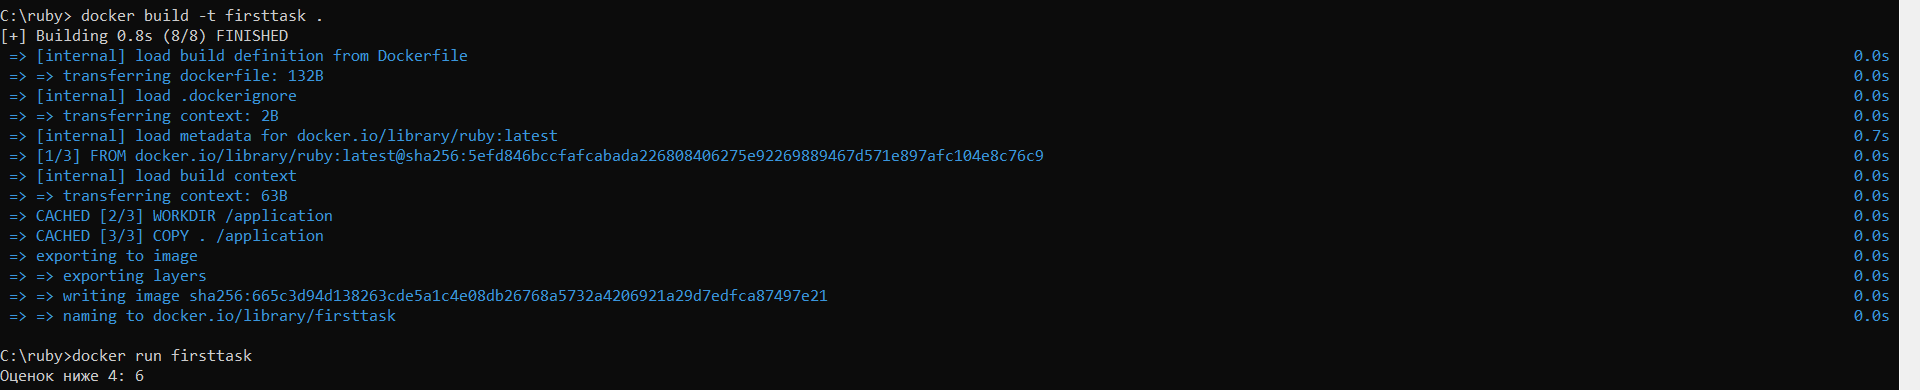 C:\ruby> docker build -t firsttask .
[+] Building 0.8s (8/8) FINISHED
=> [internal] load build definition from Dockerfile 0.0s
=> => transferring dockerfile: 132B 0.0s
=> [internal] load .dockerignore 0.0s
=> => transferring context: 2B 0.0s
=> [internal] load metadata for docker.io/library/ruby:latest 0.7s
=> [1/3] FROM docker.io/library/ruby:latest@sha256:5efd846bccfafcabada226808406275e92269889467d571e897afc104e8c76c9 0.0s
=> [internal] load build context 0.0s
=> => transferring context: 63B 0.0s
=> CACHED [2/3] WORKDIR /application 0.0s
=> CACHED [3/3] COPY . /application 0.0s
=> exporting to image 0.0s
=> => exporting layers 0.0s
=> => writing image sha256:665c3d94d138263cde5a1c4e08db26768a5732a4206921a29d7edfca87497e21 0.0s
=> => naming to docker.io/library/firsttask 0.0s
C:\ruby>docker run firsttask
Оценок ниже 4: 6